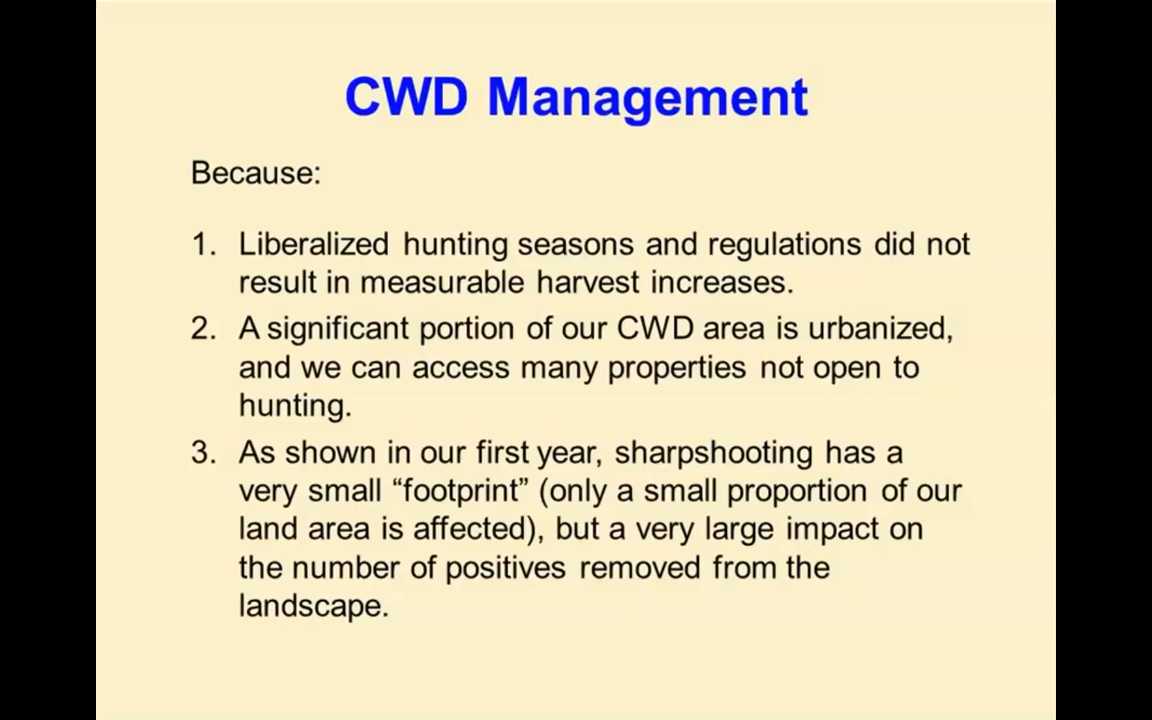 CWD Management
Because:
1. Liberalized hunting seasons and regulations did not
result in measurable harvest increases.
2. A significant portion of our CWD area is urbanized,
and we can access many properties not open to
hunting.
3. As shown in our first year, sharpshooting has a
very small “footprint” (only a small proportion of our
land area is affected), but a very large impact on
the number of positives removed from the
landscape.